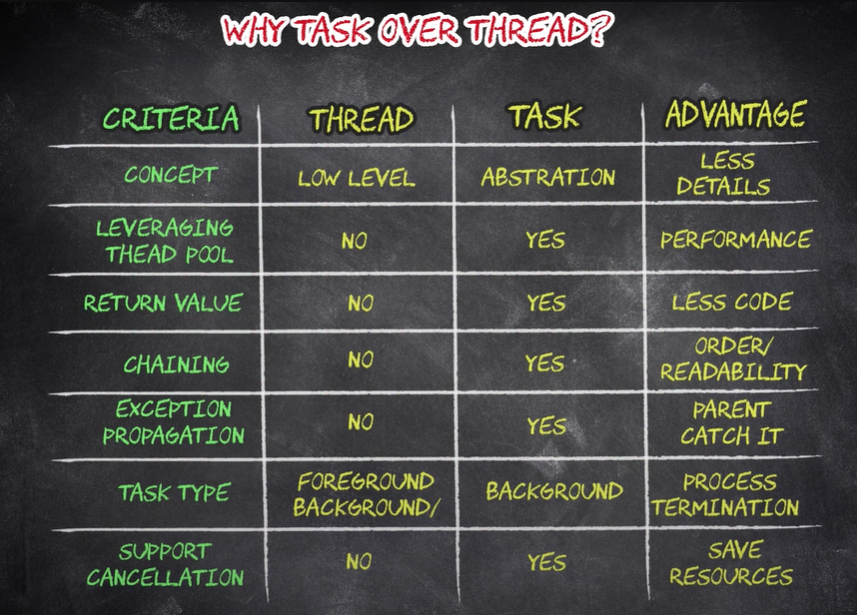 WHY TASK OVER THREAD?
CRITERIA THREAD TASK ADVANTAGE
CONCEPT LOW LEVEL ABSTRATION LESS
DETAILS
LEVERAGING
THEAD POOL NO YES PERFORMANCE
RETURN VALUE NO YES LESS CODE
CHAINING NO YES ORDER/
READABILITY
EXCEPTION
PROPAGATION NO YES PARENT
CATCH IT
TASK TYPE FOREGROUND
BACKGROUND/ BACKGROUND PROCESS
TERMINATION
SUPPORT
CANCELLATION NO YES SAVE
RESOURCES